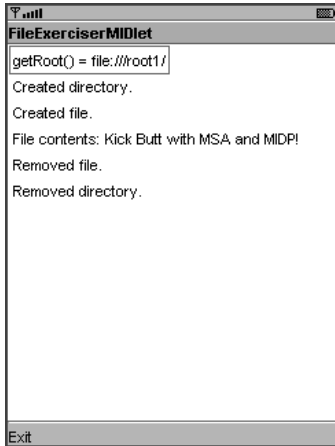 FileExerciserMIDlet
getRoot() = file:///root1/
Created directory.
Created file.
File contents: Kick Butt with MSA and MIDP!
Removed file.
Removed directory.
Exit